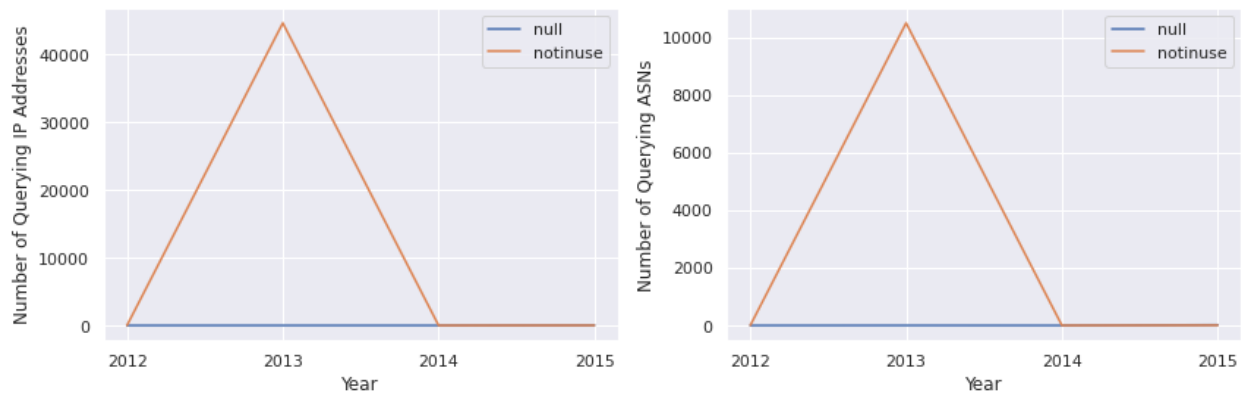 Number of Querying IP Addresses
40000
30000
20000
10000
0
2012
2013
2014
2015
Year
null
notinuse
Number of Querying ASNs
10000
8000
6000
4000
2000
0
2012
2013
2014
2015
Year
null
notinuse